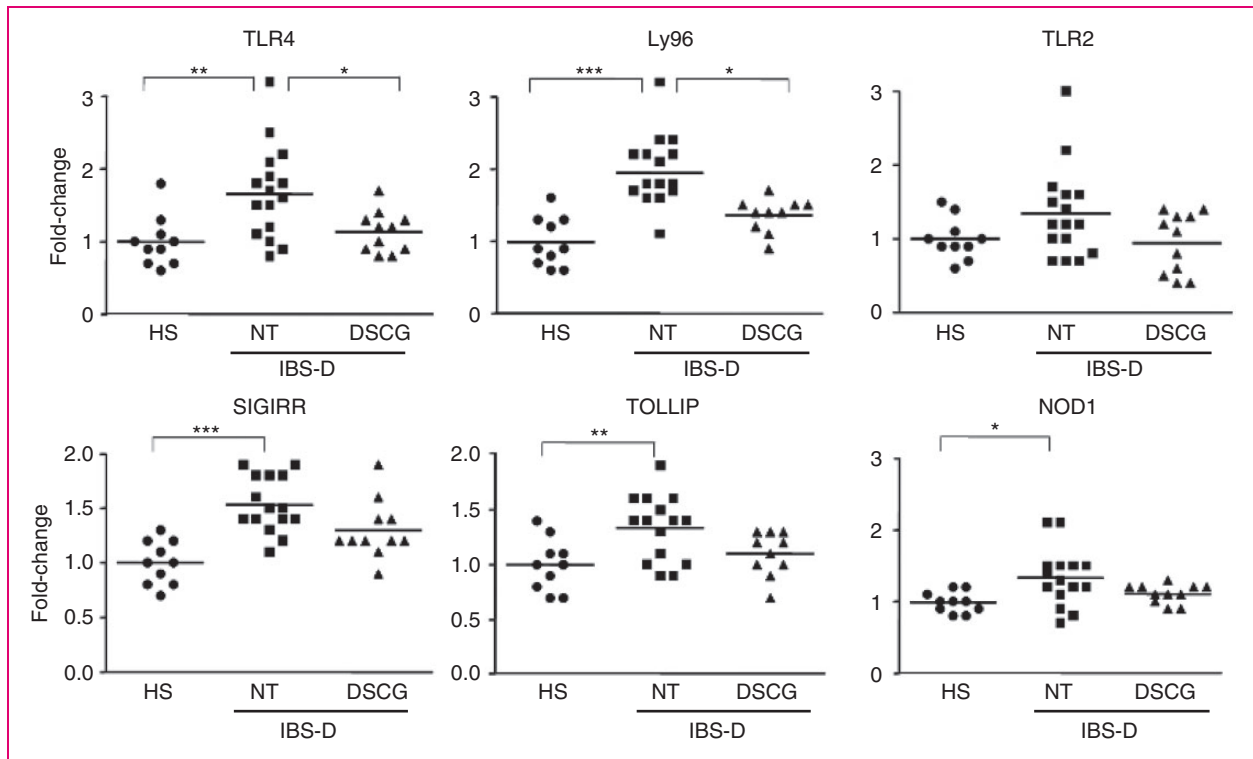 TLR4
** *
Fold-change
3
2
1
0
HS NT DSCG
IBS-D
Ly96
*** *
3
2
1
0
HS NT DSCG
IBS-D
TLR2
3
2
1
0
HS NT DSCG
IBS-D
SIGIRR
***
Fold-change
2.0
1.5
1.0
0.5
0.0
HS NT DSCG
IBS-D
TOLLIP
**
2.0
1.5
1.0
0.5
0.0
HS NT DSCG
IBS-D
NOD1
*
3
2
1
0
HS NT DSCG
IBS-D